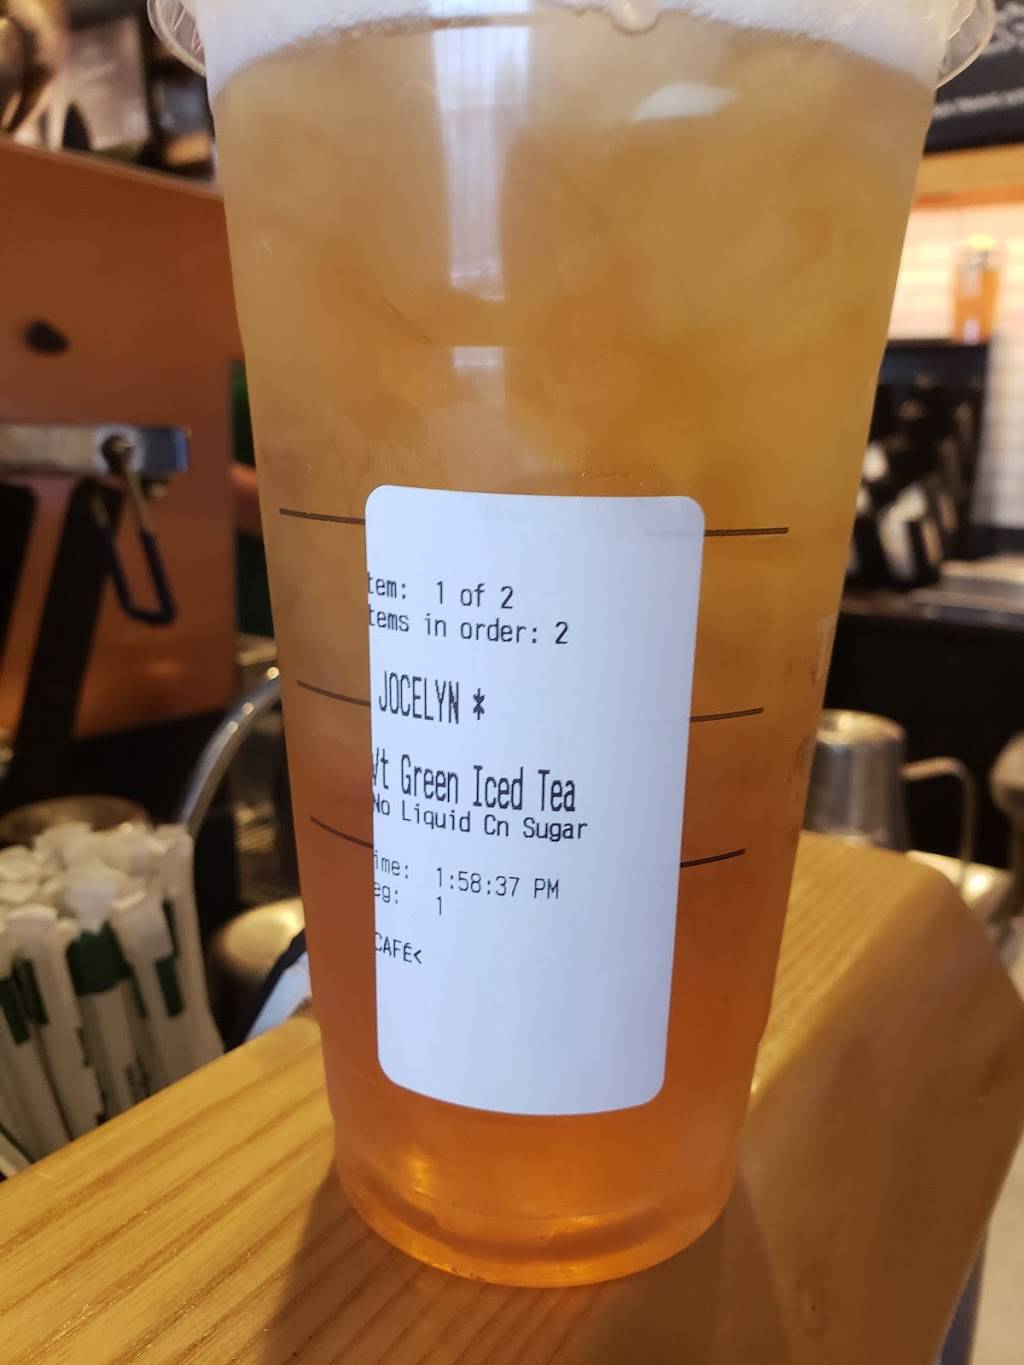 tem: 1 of 2
tems in order: 2
JOCELYN *
/t Green Iced Tea
No Liquid Cn Sugar
ime: 1:58:37 PM
eg: 1
CAFÉ<